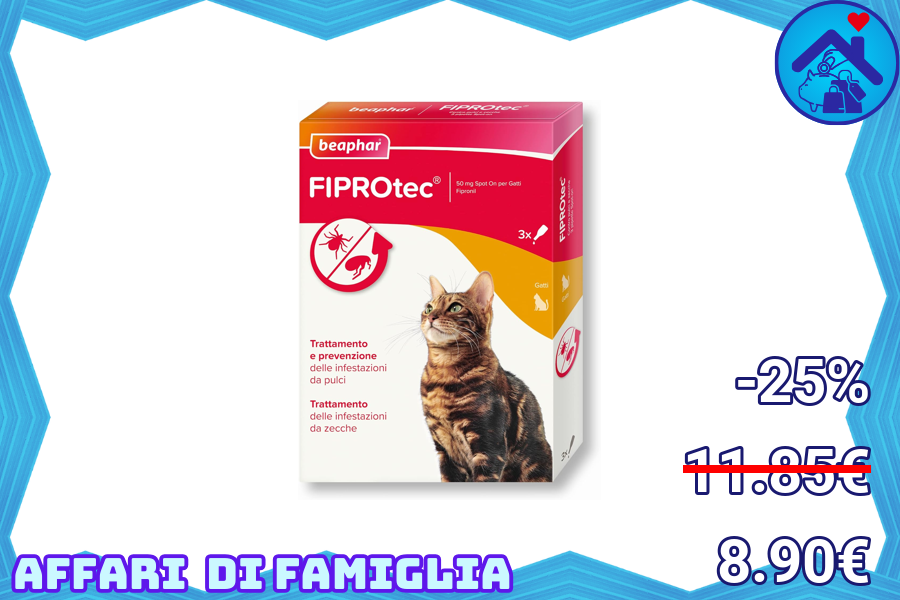 beaphar
FIPROtec
beaphar
FIPROtec®
50 mg Spot On per Gatti
Fipronil
3x
FIPROtec
Gatti
Trattamento
e prevenzione
delle infestazioni
da pulci
Trattamento
delle infestazioni
da zecche
3x
-25%
11.85€
8.90€
AFFARI DI FAMIGLIA